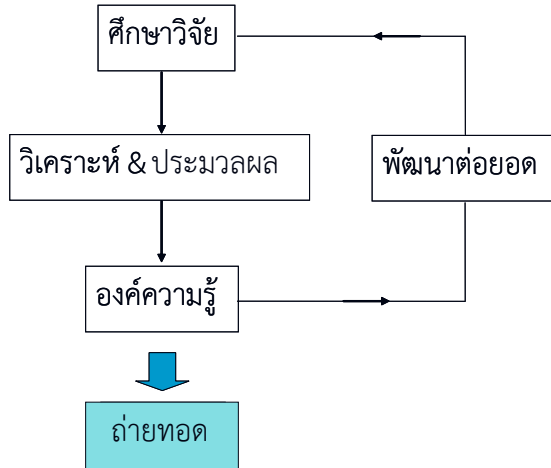 ศึกษาวิจัย
วิเคราะห์ & ประมวลผล
พัฒนาต่อยอด
องค์ความรู้
ถ่ายทอด